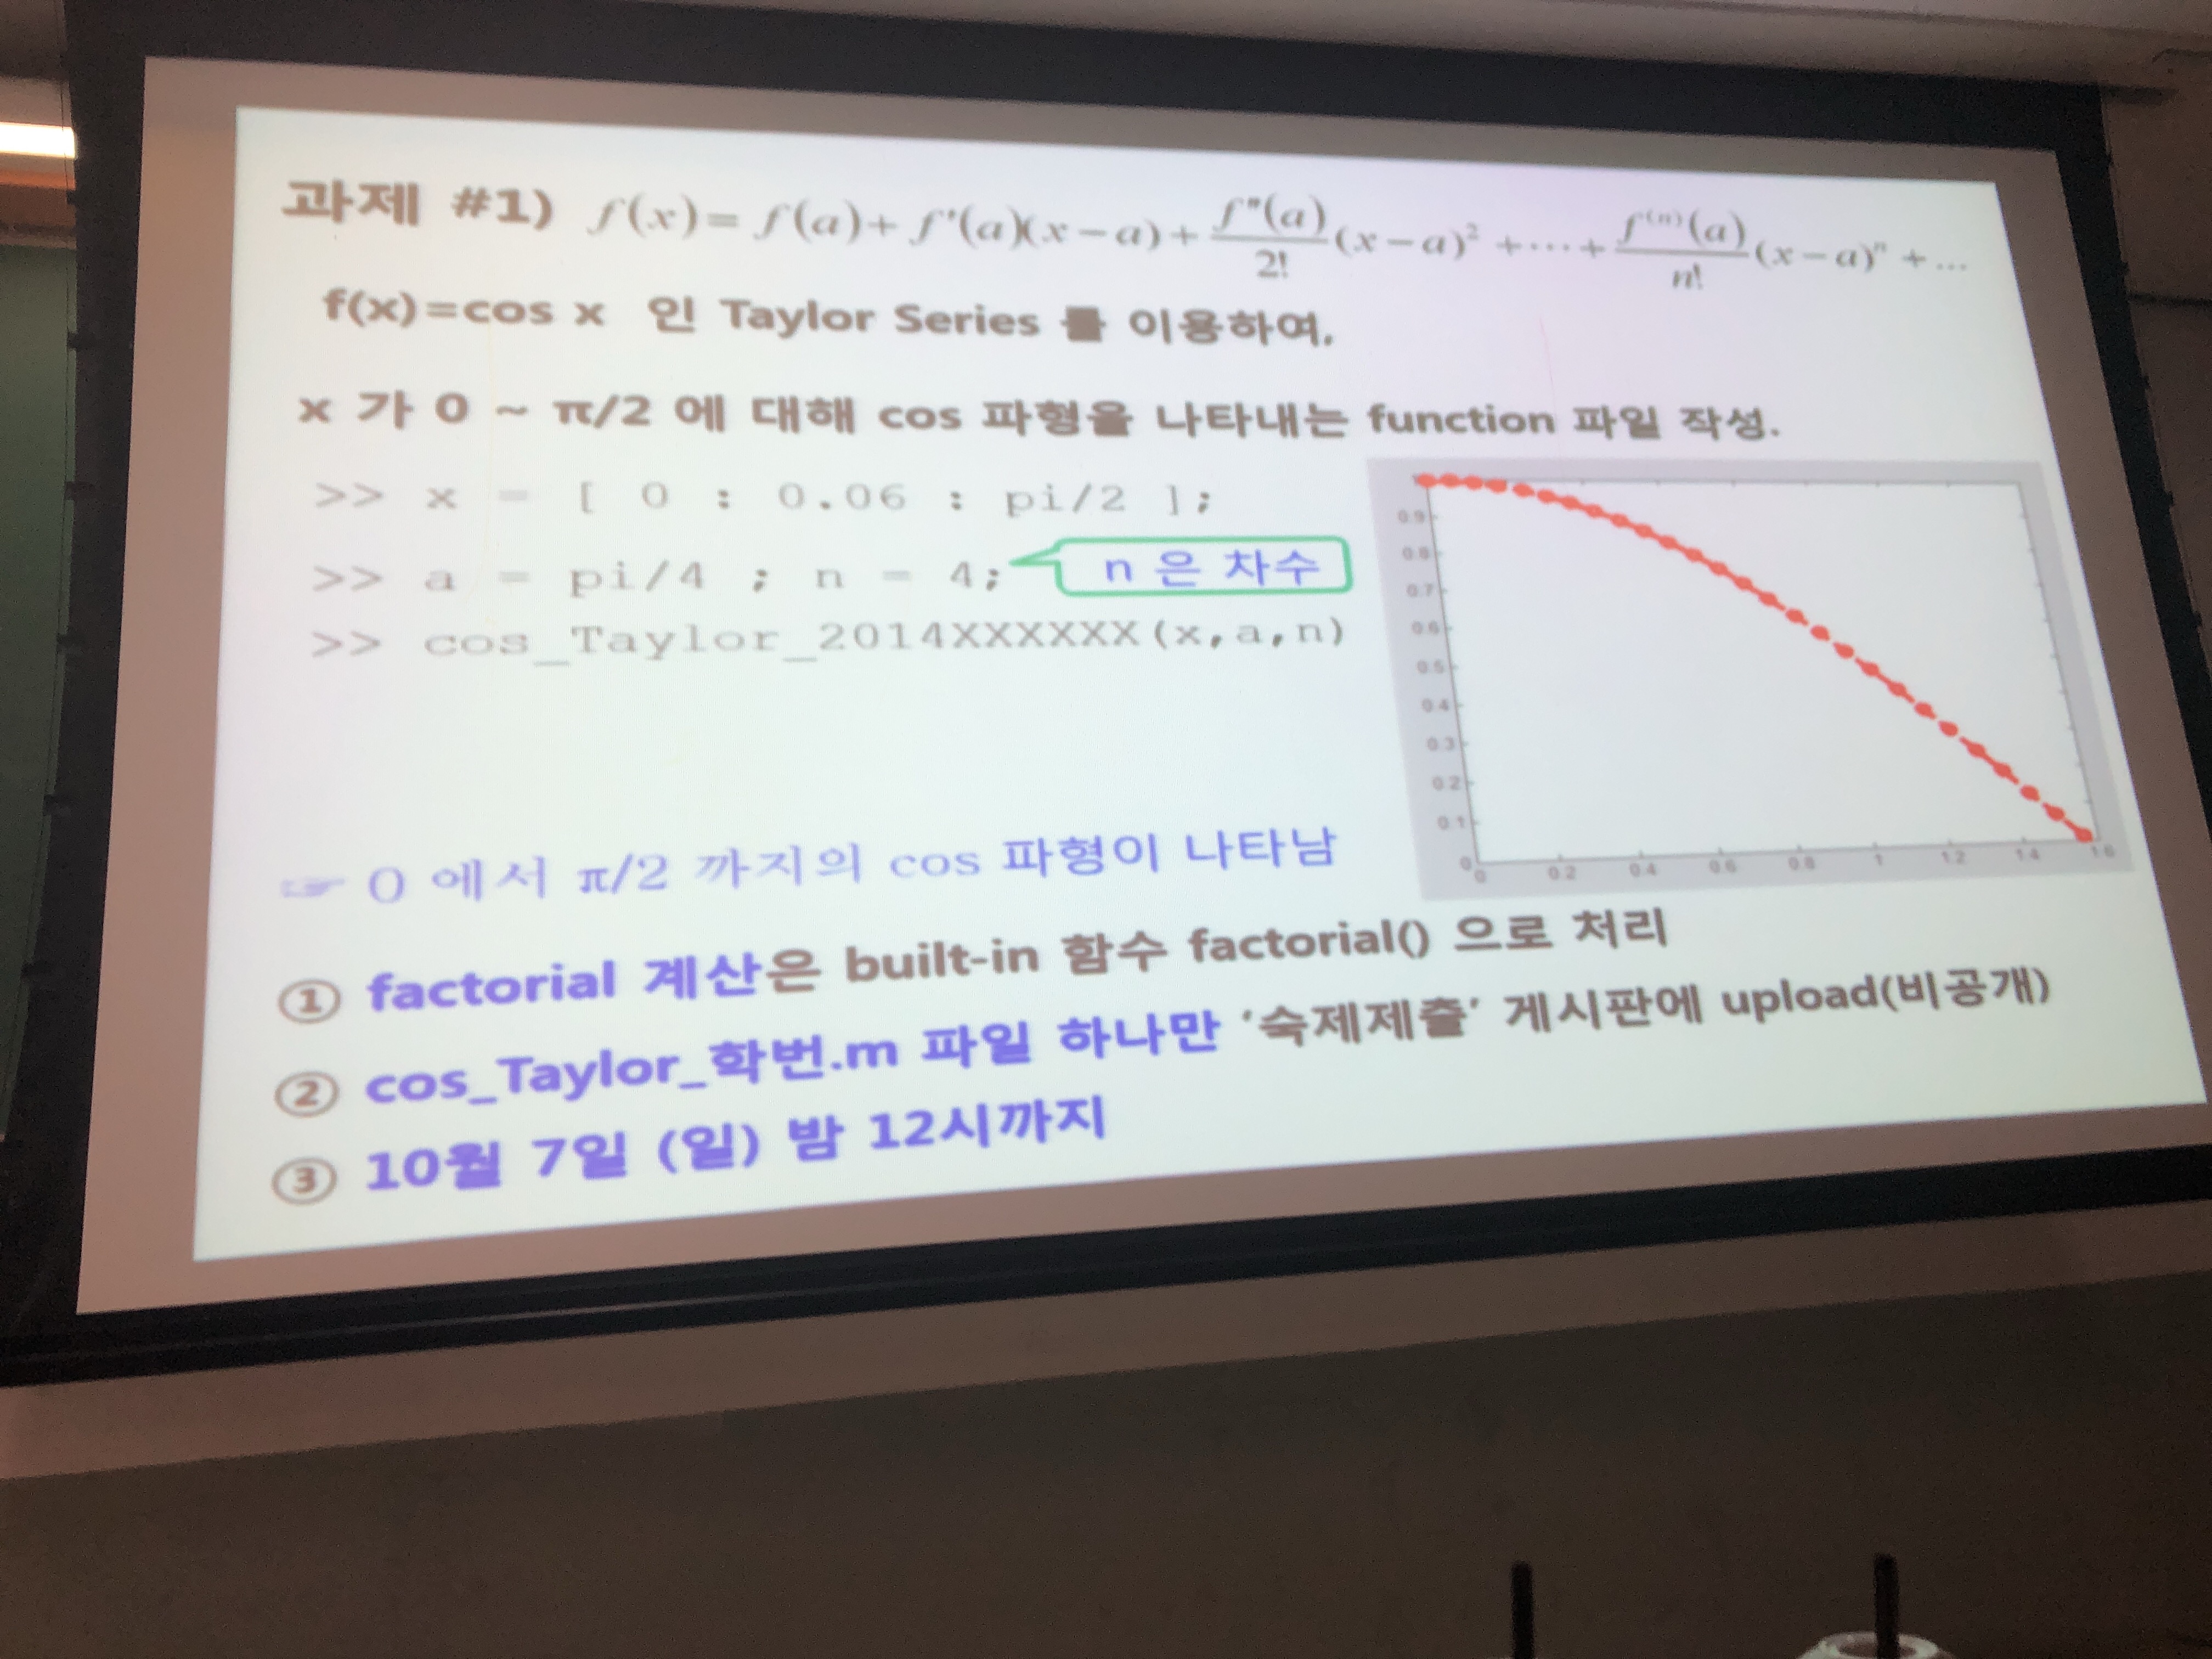 과제 #1) f(x)= f(a)+ f'(a)(x−a)+ f"(a)/2! (x−a)² +⋯+ f⁽ⁿ⁾(a)/n! (x−a)ⁿ + ...
f(x)=cos x 인 Taylor Series 를 이용하여,
x 가 0 ~ π/2 에 대해 cos 파형을 나타내는 function 파일 작성.
>> x = [ 0 : 0.06 : pi/2 ];
>> a = pi/4 ; n = 4;
n 은 차수
>> cos_Taylor_2014XXXXXX(x,a,n)
0.9
0.8
0.7
0.6
0.5
0.4
0.3
0.2
0.1
0
0 0.2 0.4 0.6 0.8 1 1.2 1.4 1.6
☞ 0 에서 π/2 까지의 cos 파형이 나타남
① factorial 계산은 built-in 함수 factorial() 으로 처리
② cos_Taylor_학번.m 파일 하나만 '숙제제출' 게시판에 upload(비공개)
③ 10월 7일 (일) 밤 12시까지